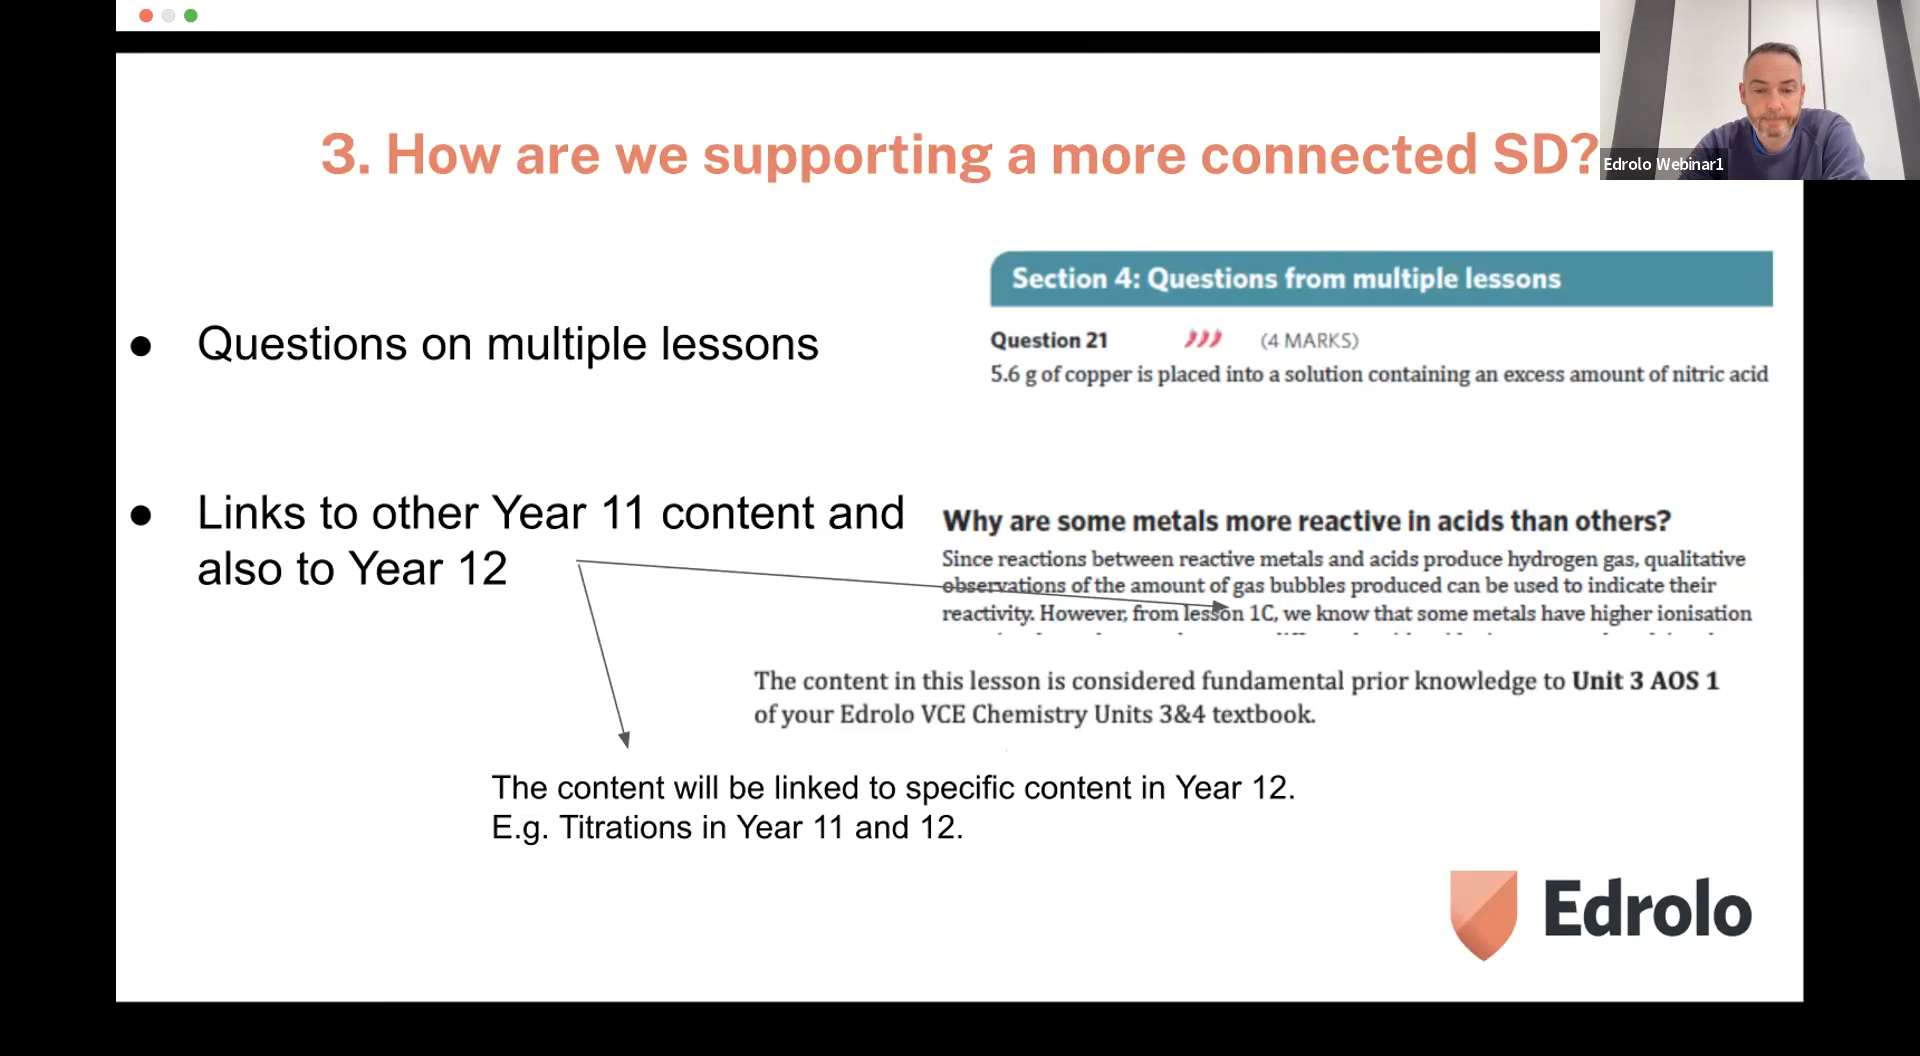 3. How are we supporting a more connected SD?
Edrolo Webinar1
Section 4: Questions from multiple lessons
Question 21 (4 MARKS)
5.6 g of copper is placed into a solution containing an excess amount of nitric acid
● Questions on multiple lessons
● Links to other Year 11 content and
also to Year 12
Why are some metals more reactive in acids than others?
Since reactions between reactive metals and acids produce hydrogen gas, qualitative
observations of the amount of gas bubbles produced can be used to indicate their
reactivity. However, from lesson 1C, we know that some metals have higher ionisation
The content in this lesson is considered fundamental prior knowledge to Unit 3 AOS 1
of your Edrolo VCE Chemistry Units 3&4 textbook.
The content will be linked to specific content in Year 12.
E.g. Titrations in Year 11 and 12.
Edrolo